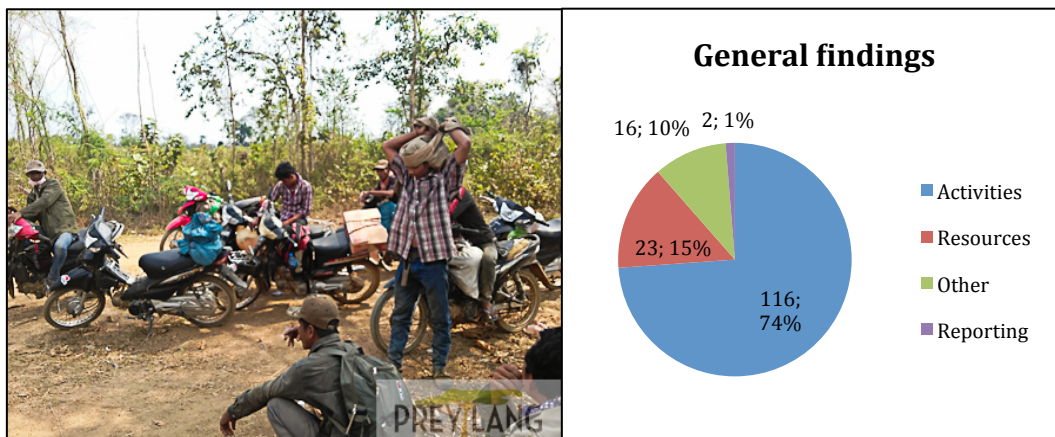 PREY LANG
General findings
16; 10%
2; 1%
23; 15%
116;
74%
Activities
Resources
Other
Reporting